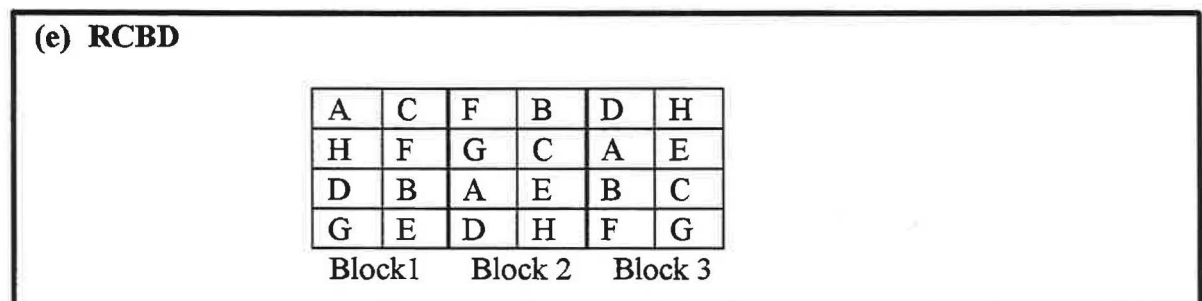 (e) RCBD
A C F B D H
H F G C A E
D B A E B C
G E D H F G
Block1 Block 2 Block 3